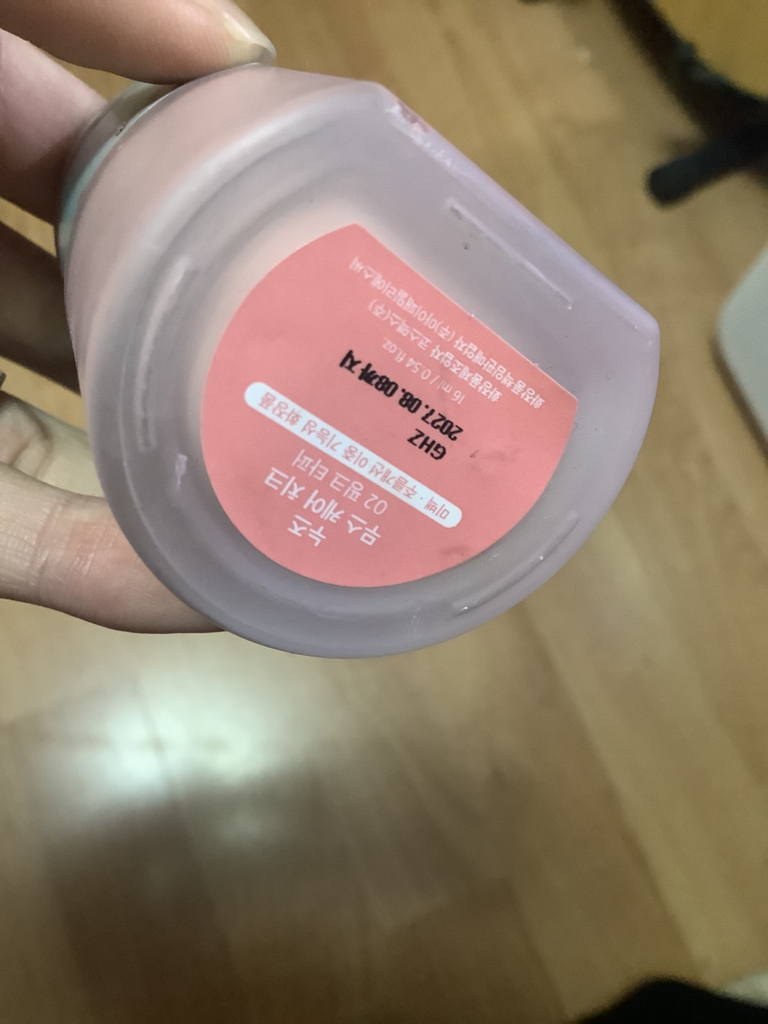 누즈
무스 케어 치크
02 핑크 타피
미백 · 주름개선 이중 기능성 화장품
GHZ
2027. 08. 08까지
16 ml / 0.54 fl.oz
화장품제조업자 코스맥스(주)
화장품책임판매업자 (주)아이패밀리에스씨